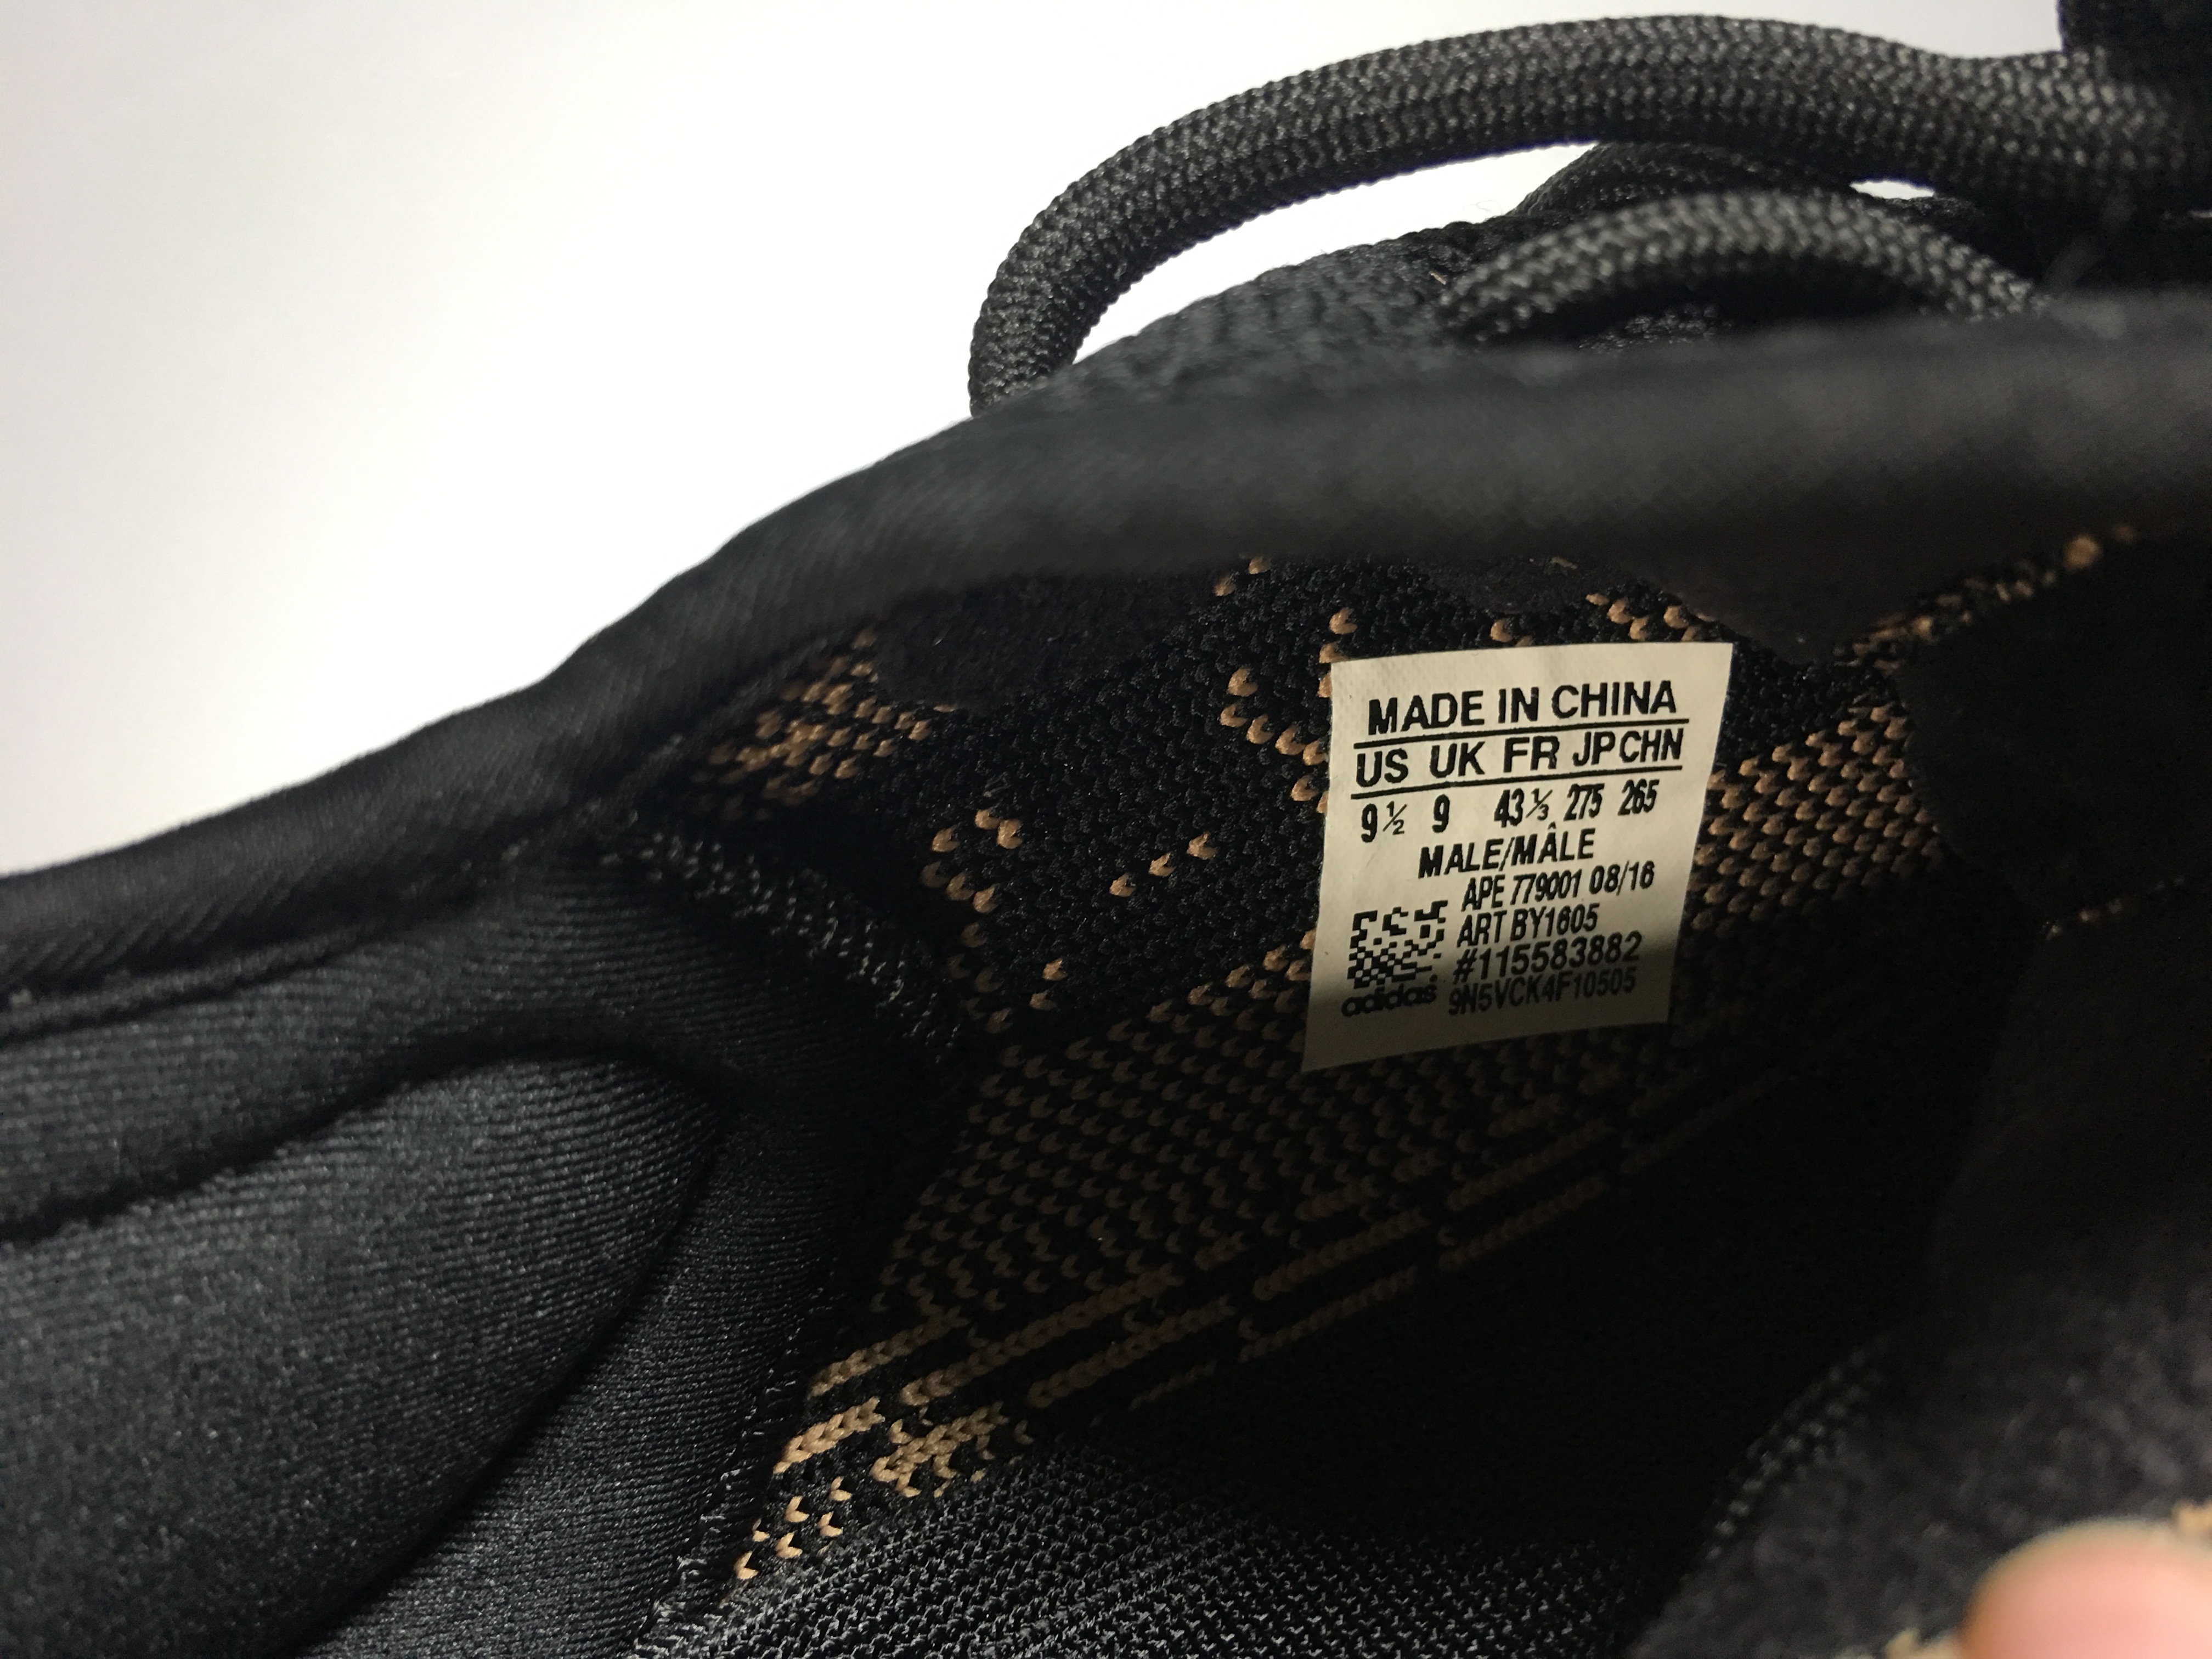 MADE IN CHINA
US UK FR JP CHN
9½ 9 43⅓ 275 265
MALE/MÂLE
APE 779001 08/16
ART BY1605
#115583882
adidas 9N5VCK4F10505